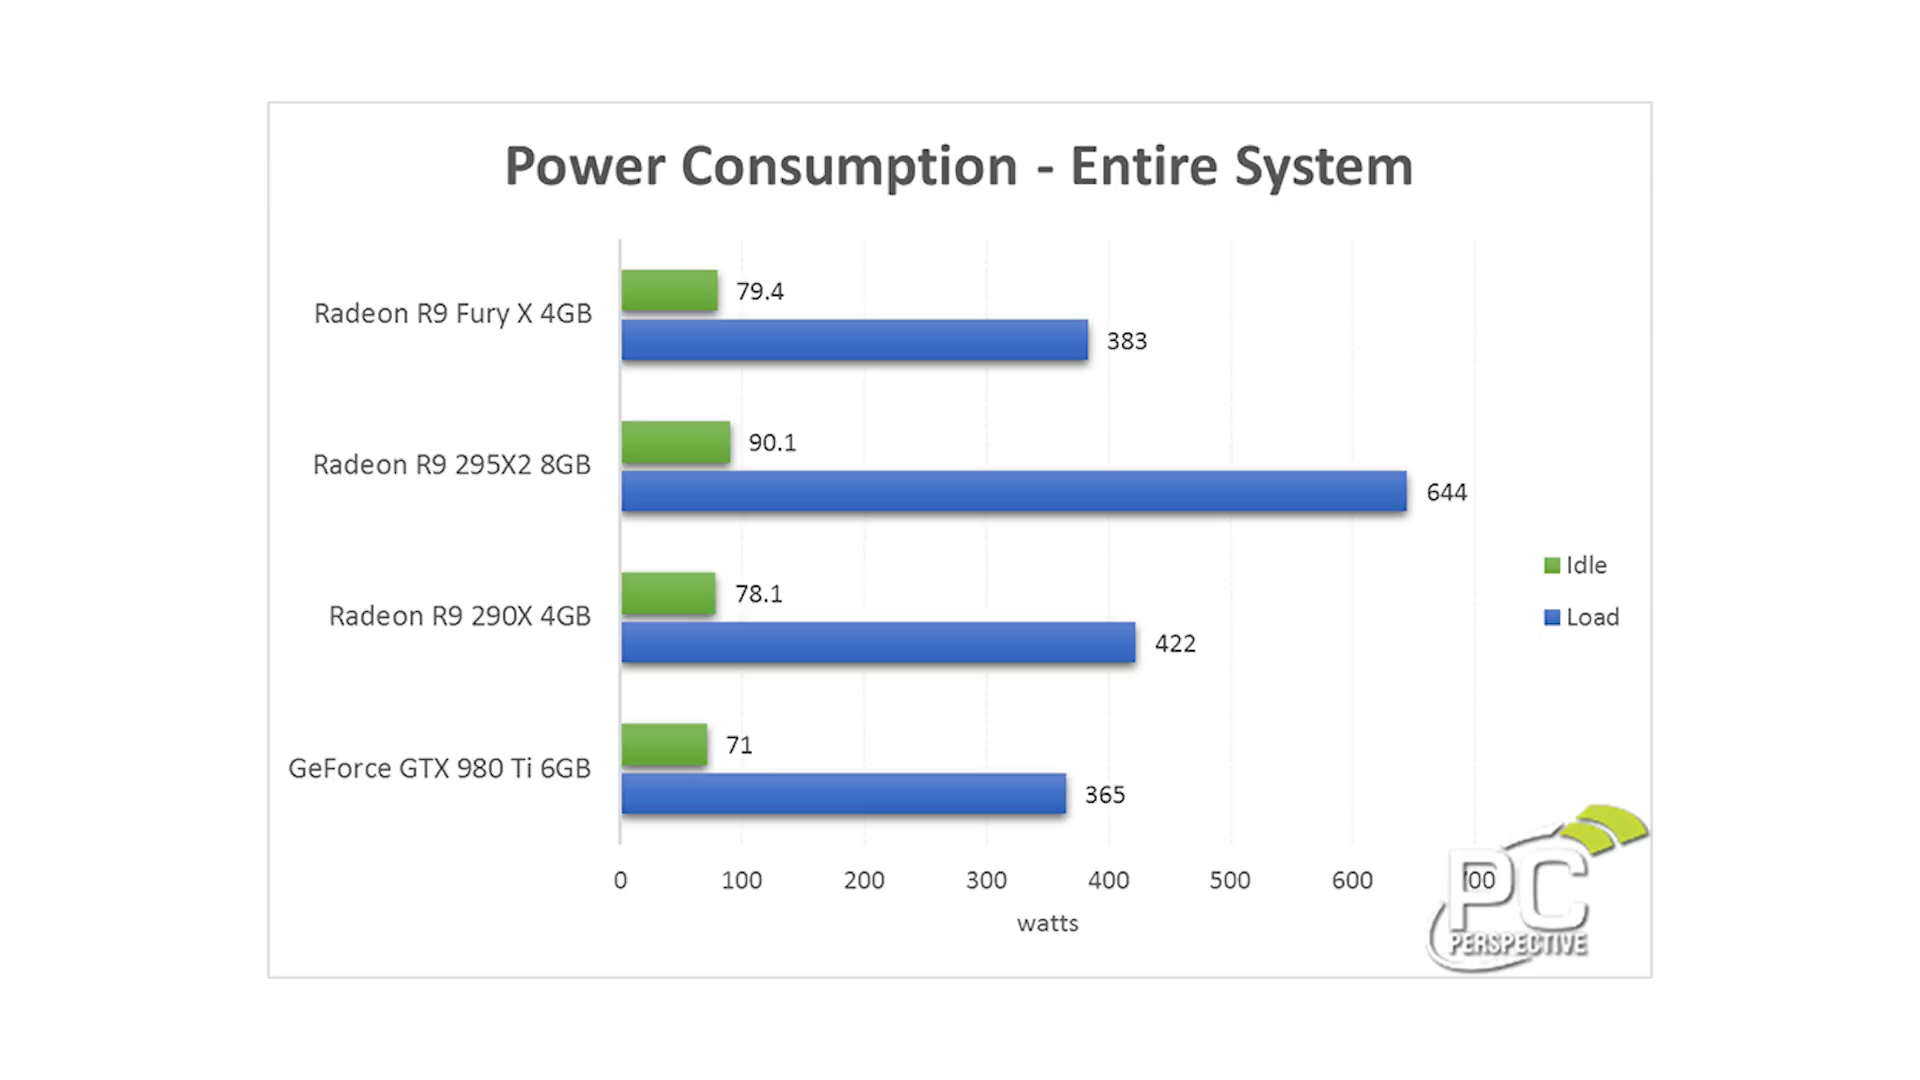 Power Consumption - Entire System
Radeon R9 Fury X 4GB
79.4
383
Radeon R9 295X2 8GB
90.1
644
Radeon R9 290X 4GB
78.1
422
GeForce GTX 980 Ti 6GB
71
365
Idle
Load
0 100 200 300 400 500 600 700
watts
PC
PERSPECTIVE